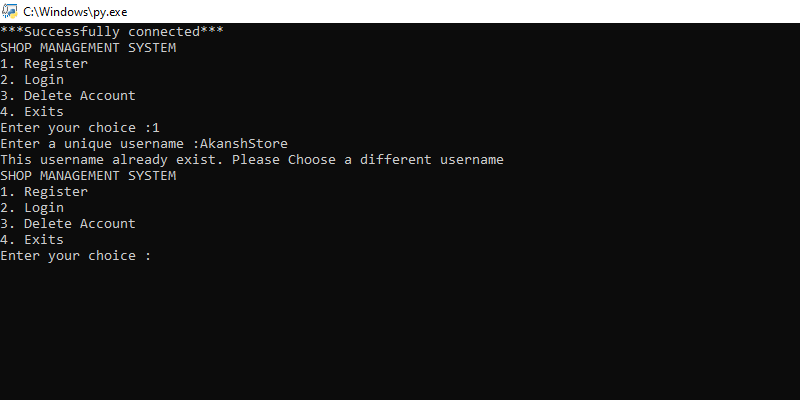 C:\Windows\py.exe
***Successfully connected***
SHOP MANAGEMENT SYSTEM
1. Register
2. Login
3. Delete Account
4. Exits
Enter your choice :1
Enter a unique username :AkanshStore
This username already exist. Please Choose a different username
SHOP MANAGEMENT SYSTEM
1. Register
2. Login
3. Delete Account
4. Exits
Enter your choice :